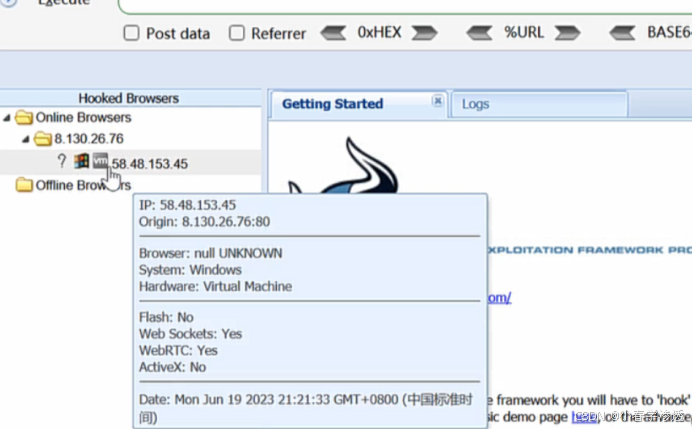 Execute
Post data Referrer 0xHEX %URL BASE6
Hooked Browsers
Getting Started Logs
Online Browsers
8.130.26.76
? vm 58.48.153.45
Offline Browsers
IP: 58.48.153.45
Origin: 8.130.26.76:80
XPLOITATION FRAMEWORK PRO
Browser: null UNKNOWN
System: Windows
Hardware: Virtual Machine
om/
Flash: No
Web Sockets: Yes
WebRTC: Yes
ActiveX: No
Date: Mon Jun 19 2023 21:21:33 GMT+0800 (中国标准时
间)
e framework you will have to 'hook'
ic demo page here, or the advance